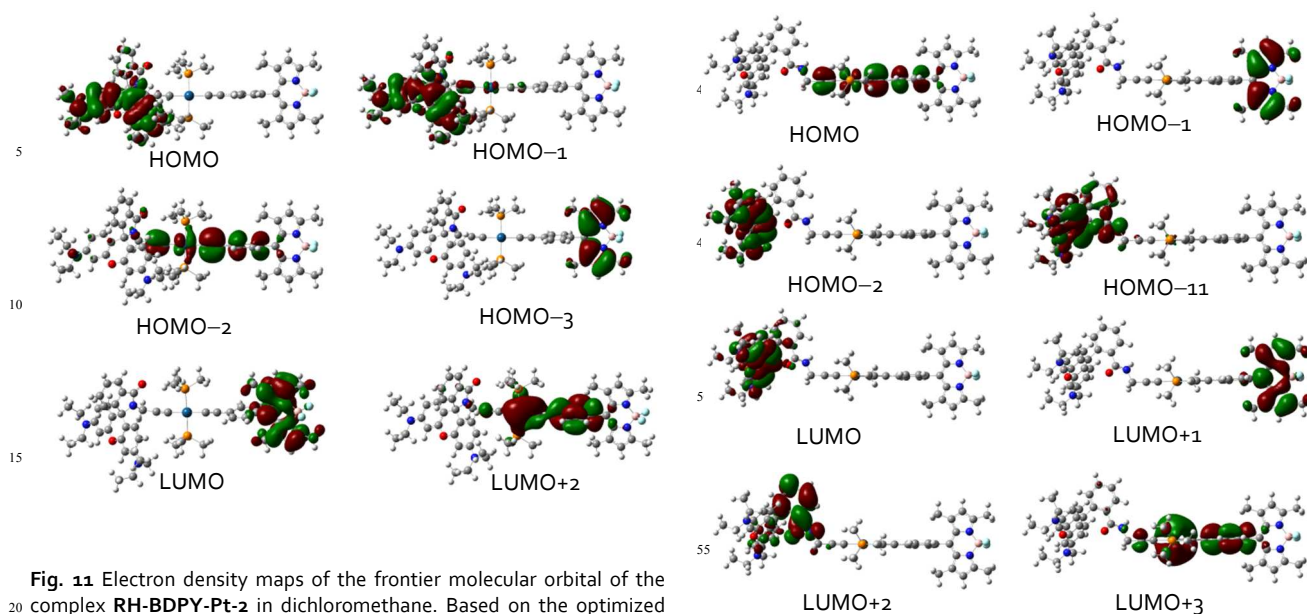 HOMO
HOMO–1
5
HOMO–2
HOMO–3
10
LUMO
LUMO+2
15
Fig. 11 Electron density maps of the frontier molecular orbital of the
20 complex RH-BDPY-Pt-2 in dichloromethane. Based on the optimized
4
HOMO
HOMO–1
4
HOMO–2
HOMO–11
5
LUMO
LUMO+1
55
LUMO+2
LUMO+3